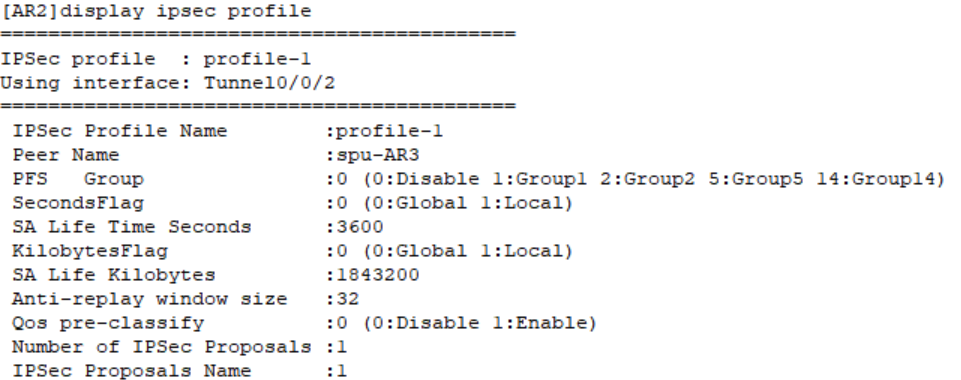 [AR2]display ipsec profile
===========================================
IPSec profile  : profile-1
Using interface: Tunnel0/0/2
===========================================
 IPSec Profile Name        :profile-1
 Peer Name                 :spu-AR3
 PFS   Group               :0 (0:Disable 1:Group1 2:Group2 5:Group5 14:Group14)
 SecondsFlag               :0 (0:Global 1:Local)
 SA Life Time Seconds      :3600
 KilobytesFlag             :0 (0:Global 1:Local)
 SA Life Kilobytes         :1843200
 Anti-replay window size   :32
 Qos pre-classify          :0 (0:Disable 1:Enable)
 Number of IPSec Proposals :1
 IPSec Proposals Name      :1